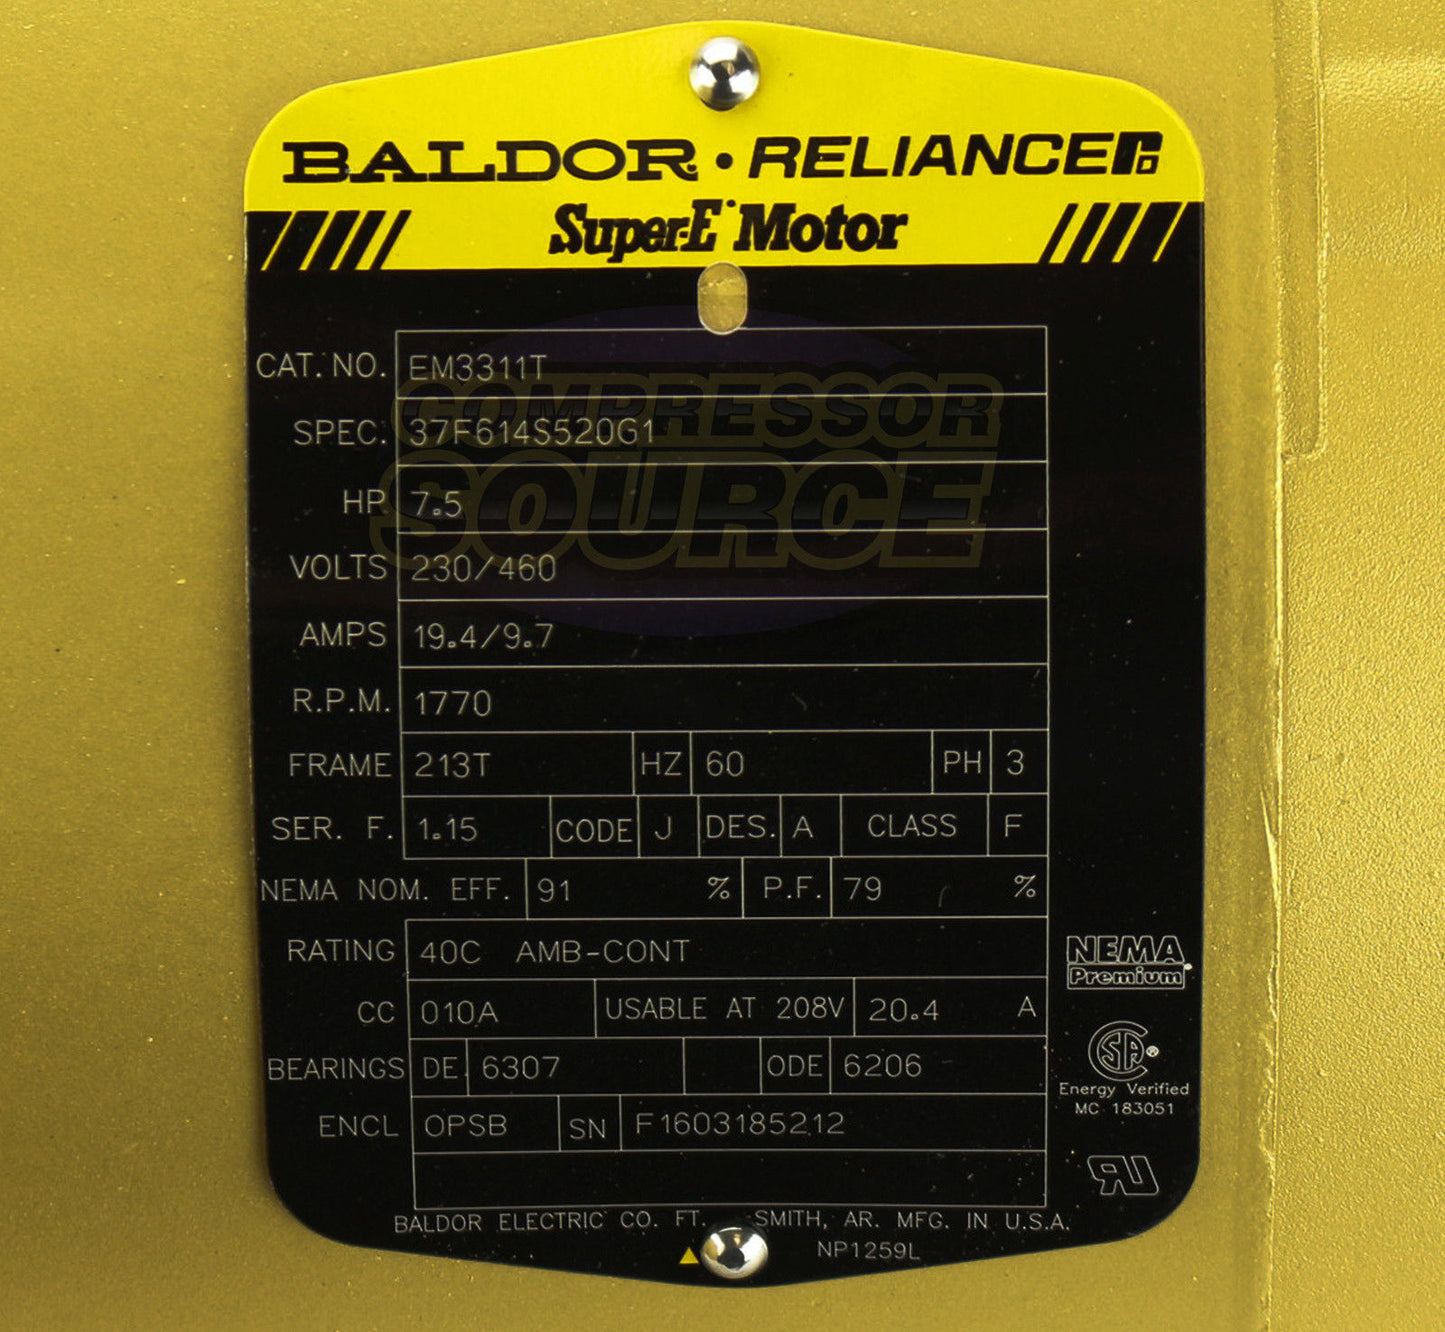 BALDOR • RELIANCE
Super-E Motor
CAT. NO. EM3311T
SPEC. 37F614S520G1
HP 7.5
VOLTS 230/460
AMPS 19.4/9.7
R.P.M. 1770
FRAME 213T HZ 60 PH 3
SER. F. 1.15 CODE J DES. A CLASS F
NEMA NOM. EFF. 91 % P.F. 79 %
RATING 40C AMB-CONT
CC 010A USABLE AT 208V 20.4 A
BEARINGS DE 6307 ODE 6206
ENCL OPSB SN F1603185212
BALDOR ELECTRIC CO. FT. SMITH, AR. MFG. IN U.S.A.
NP1259L
NEMA
Premium
CSA ®
Energy Verified
MC 183051
RU
COMPRESSOR
SOURCE